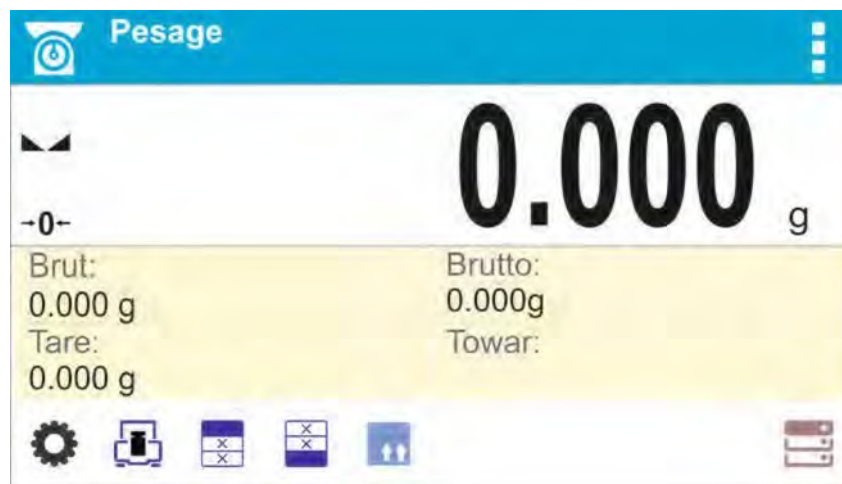 Pesage
0.000 g
→0←
Brut:
0.000 g
Tare:
0.000 g
Brutto:
0.000g
Towar: